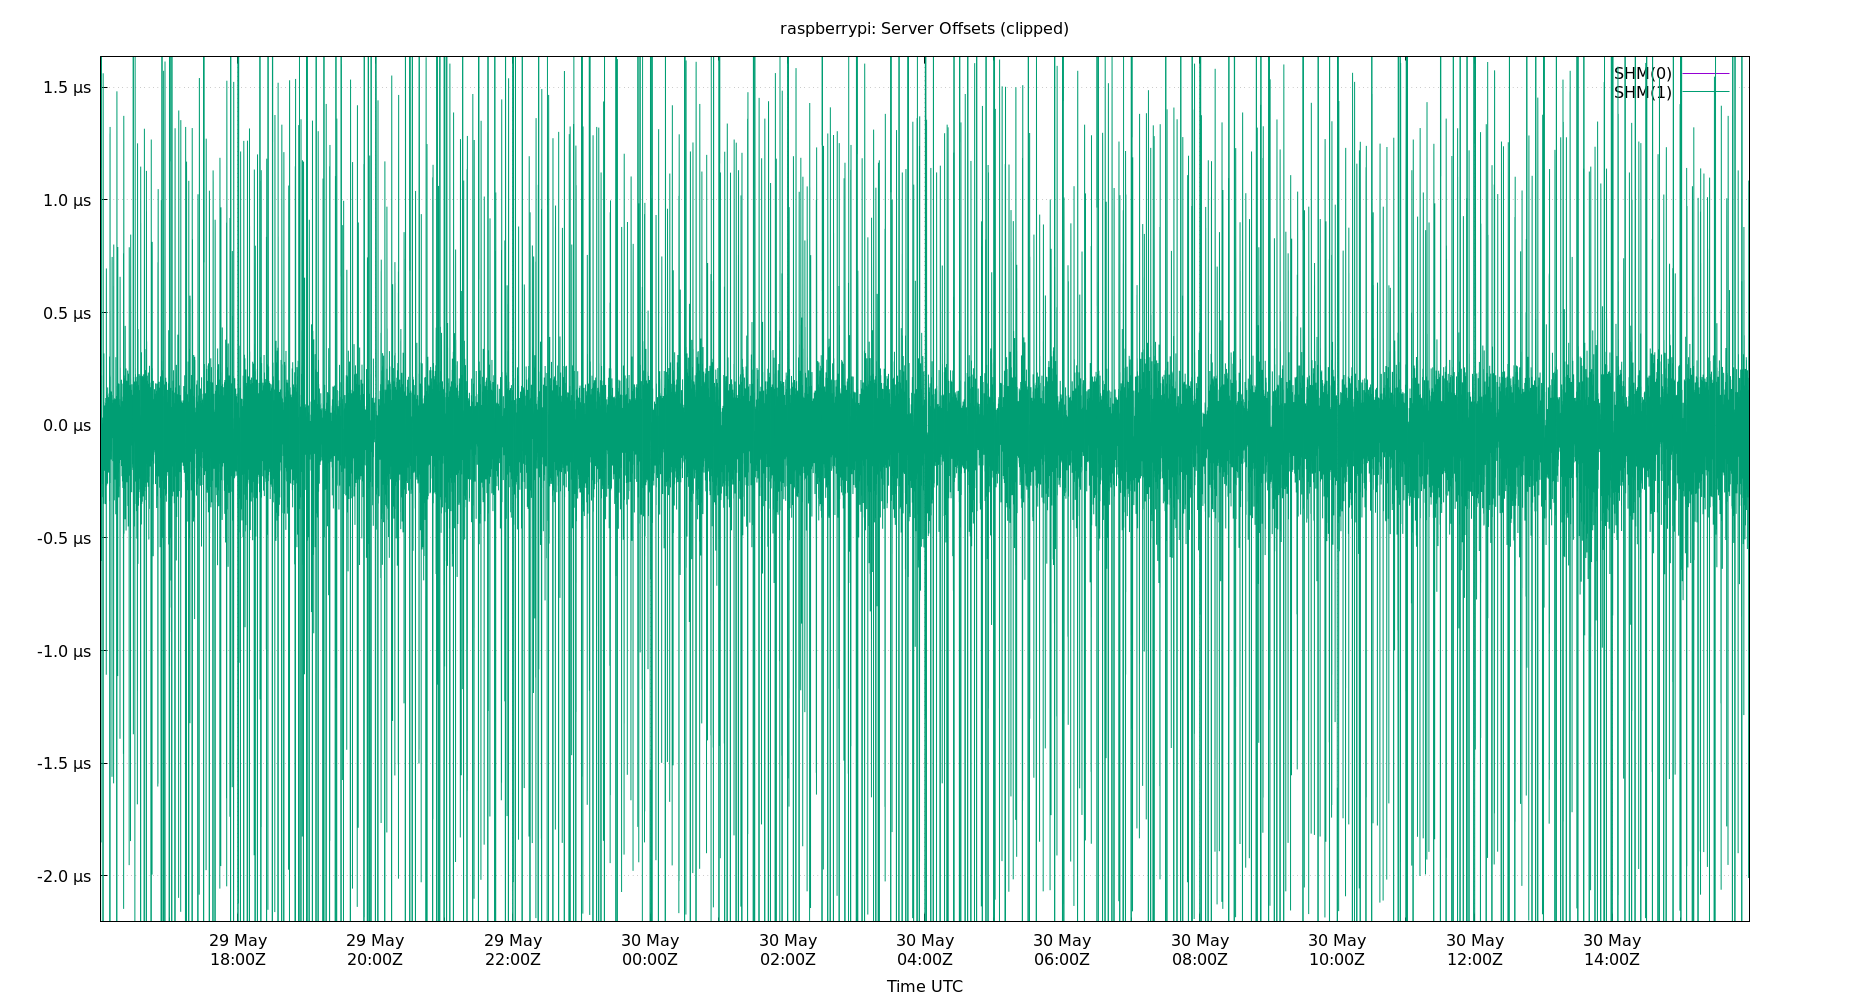 raspberrypi: Server Offsets (clipped)
SHM(0)
SHM(1)
1.5 µs
1.0 µs
0.5 µs
0.0 µs
-0.5 µs
-1.0 µs
-1.5 µs
-2.0 µs
29 May 29 May 29 May 30 May 30 May 30 May 30 May 30 May 30 May 30 May 30 May
18:00Z 20:00Z 22:00Z 00:00Z 02:00Z 04:00Z 06:00Z 08:00Z 10:00Z 12:00Z 14:00Z
Time UTC